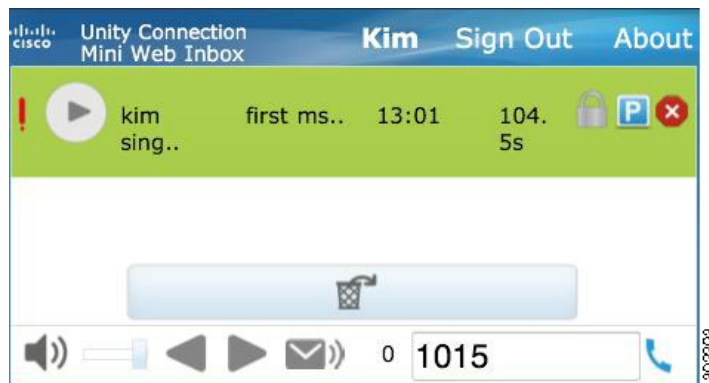 cisco
Unity Connection
Mini Web Inbox
Kim Sign Out About
! kim sing.. first ms.. 13:01 104.5s P
0 1015